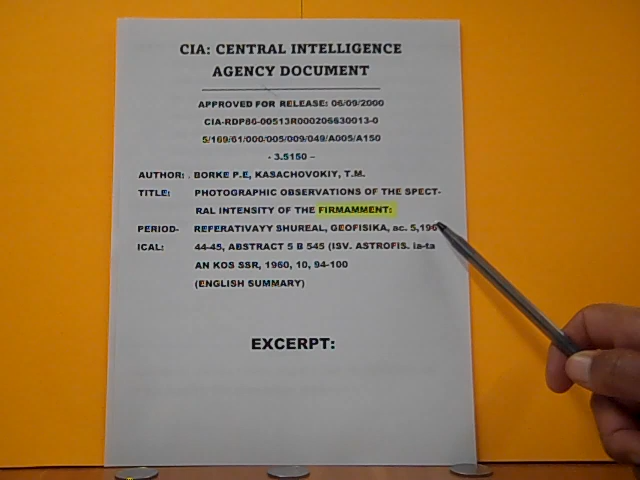 CIA: CENTRAL INTELLIGENCE
AGENCY DOCUMENT
APPROVED FOR RELEASE: 06/09/2000
CIA-RDP86-00513R000206630013-0
5/169/61/000/005/009/049/A005/A150
- 3.5150 –
AUTHOR: . BORKE P.E, KASACHOVOKIY, T.M.
TITLE: PHOTOGRAPHIC OBSERVATIONS OF THE SPECT-
RAL INTENSITY OF THE FIRMAMMENT:
PERIOD- REFERATIVAYY SHUREAL, GEOFISIKA, ac. 5,196
ICAL: 44-45, ABSTRACT 5 B 545 (ISV. ASTROFIS. ia-ta
AN KOS SSR, 1960, 10, 94-100
(ENGLISH SUMMARY)
EXCERPT: